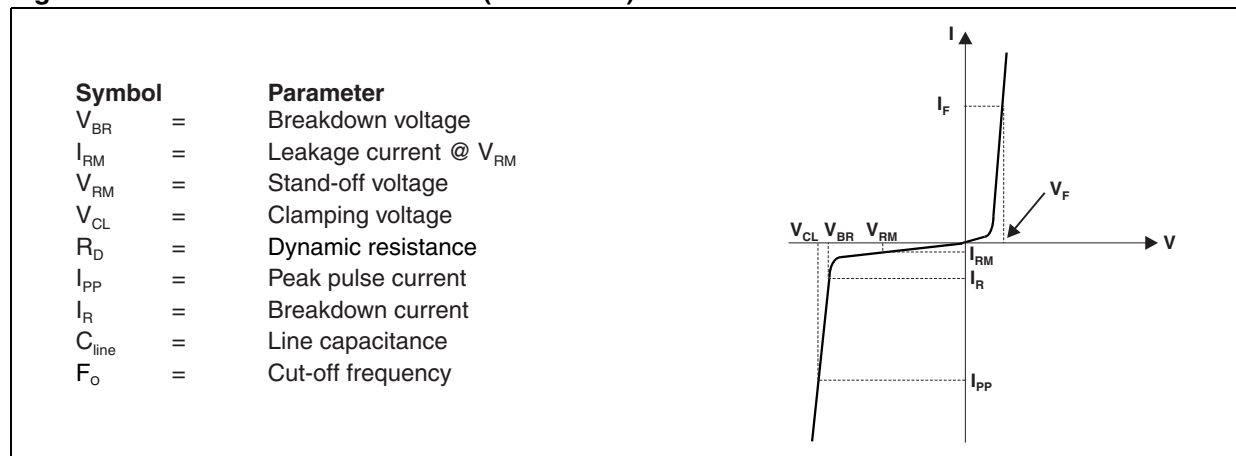 Symbol Parameter
V_BR = Breakdown voltage
I_RM = Leakage current @ V_RM
V_RM = Stand-off voltage
V_CL = Clamping voltage
R_D = Dynamic resistance
I_PP = Peak pulse current
I_R = Breakdown current
C_line = Line capacitance
F_o = Cut-off frequency
I
I_F
V_F
V_CL V_BR V_RM
V
I_RM
I_R
I_PP